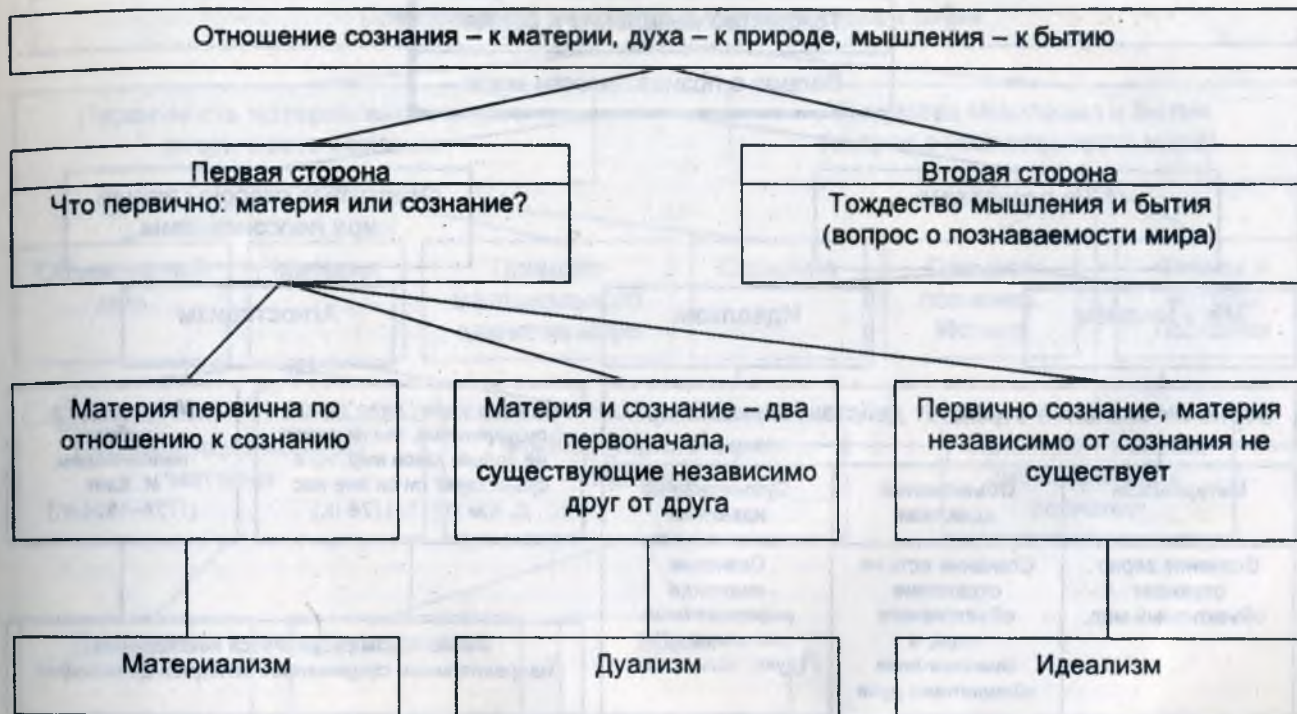 Отношение сознания – к материи, духа – к природе, мышления – к бытию
Первая сторона
Что первично: материя или сознание?
Вторая сторона
Тождество мышления и бытия
(вопрос о познаваемости мира)
Материя первична по
отношению к сознанию
Материя и сознание – два
первоначала,
существующие независимо
друг от друга
Первично сознание, материя
независимо от сознания не
существует
Материализм
Дуализм
Идеализм